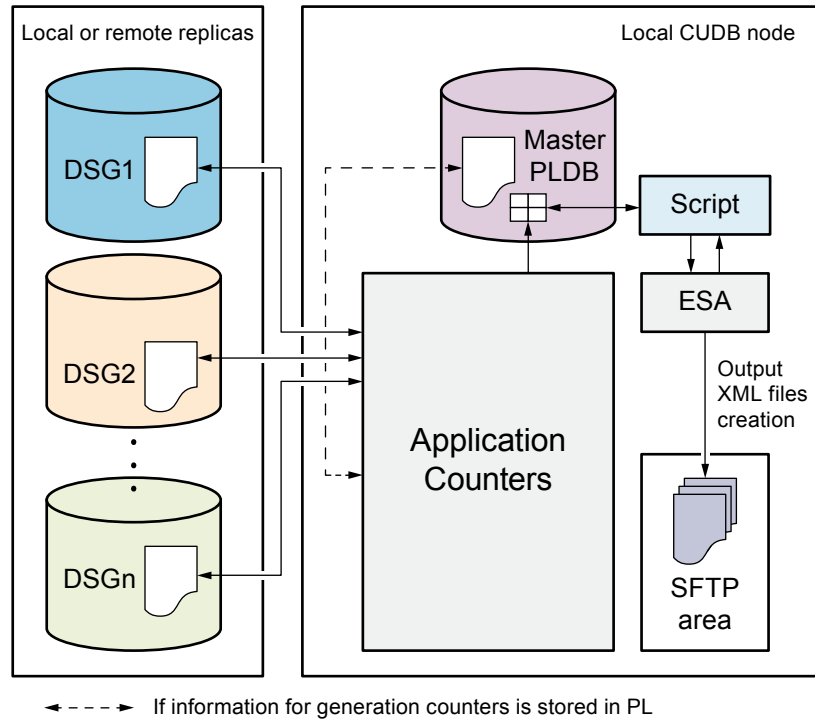 Local or remote replicas
Local CUDB node
DSG1
DSG2
DSGn
Master
PLDB
Script
ESA
Output
XML files
creation
Application
Counters
SFTP
area
If information for generation counters is stored in PL